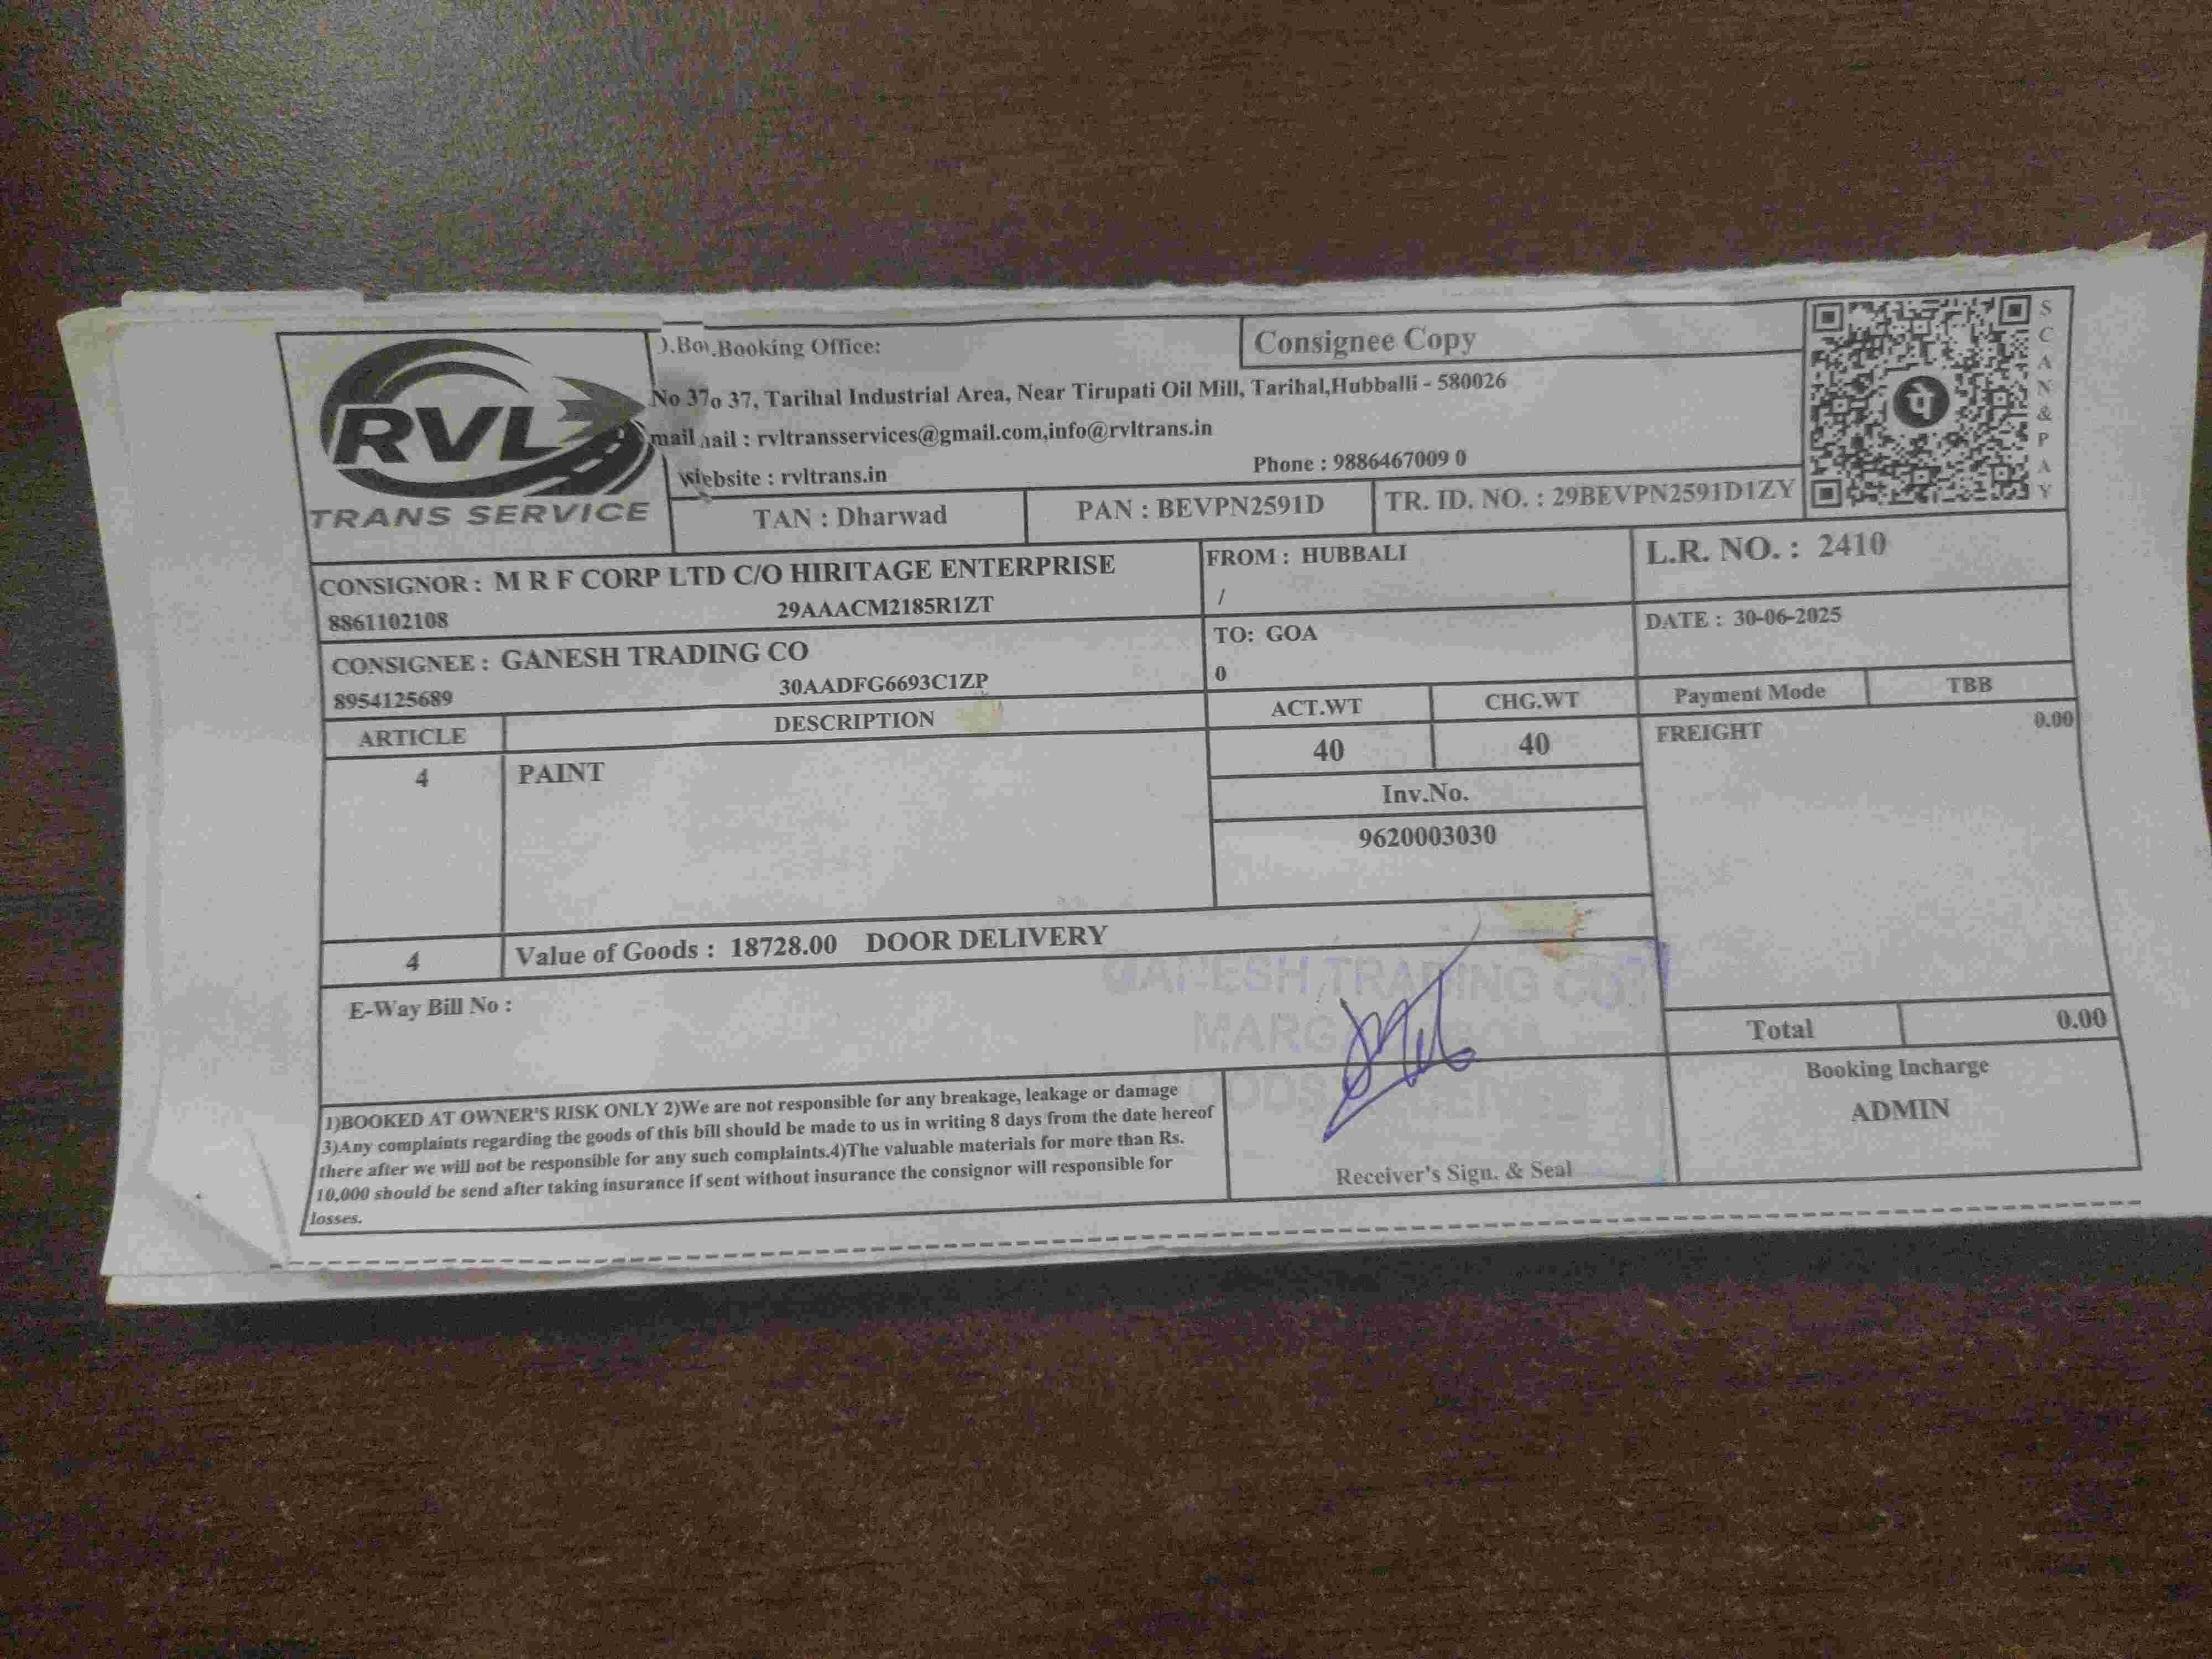 RVL
TRANS SERVICE
Booking Office:
Consignee Copy
No 37, Tarihal Industrial Area, Near Tirupati Oil Mill, Tarihal,Hubballi - 580026
mail : rvltransservices@gmail.com,info@rvltrans.in
Website : rvltrans.in
Phone : 9886467009 0
TAN : Dharwad
PAN : BEVPN2591D
TR. ID. NO. : 29BEVPN2591D1ZY
SCAN & PAY
पे
CONSIGNOR : M R F CORP LTD C/O HIRITAGE ENTERPRISE
8861102108 29AAACM2185R1ZT
FROM : HUBBALI
/
L.R. NO. : 2410
CONSIGNEE : GANESH TRADING CO
8954125689 30AADFG6693C1ZP
TO: GOA
0
DATE : 30-06-2025
ARTICLE DESCRIPTION ACT.WT CHG.WT Payment Mode TBB
4 PAINT 40 40 FREIGHT 0.00
Inv.No.
9620003030
4 Value of Goods : 18728.00 DOOR DELIVERY
E-Way Bill No :
GANESH TRADING CO.
Total 0.00
1)BOOKED AT OWNER'S RISK ONLY 2)We are not responsible for any breakage, leakage or damage
3)Any complaints regarding the goods of this bill should be made to us in writing 8 days from the date hereof
there after we will not be responsible for any such complaints.4)The valuable materials for more than Rs.
10,000 should be send after taking insurance if sent without insurance the consignor will responsible for
losses.
Receiver's Sign. & Seal
Booking Incharge
ADMIN